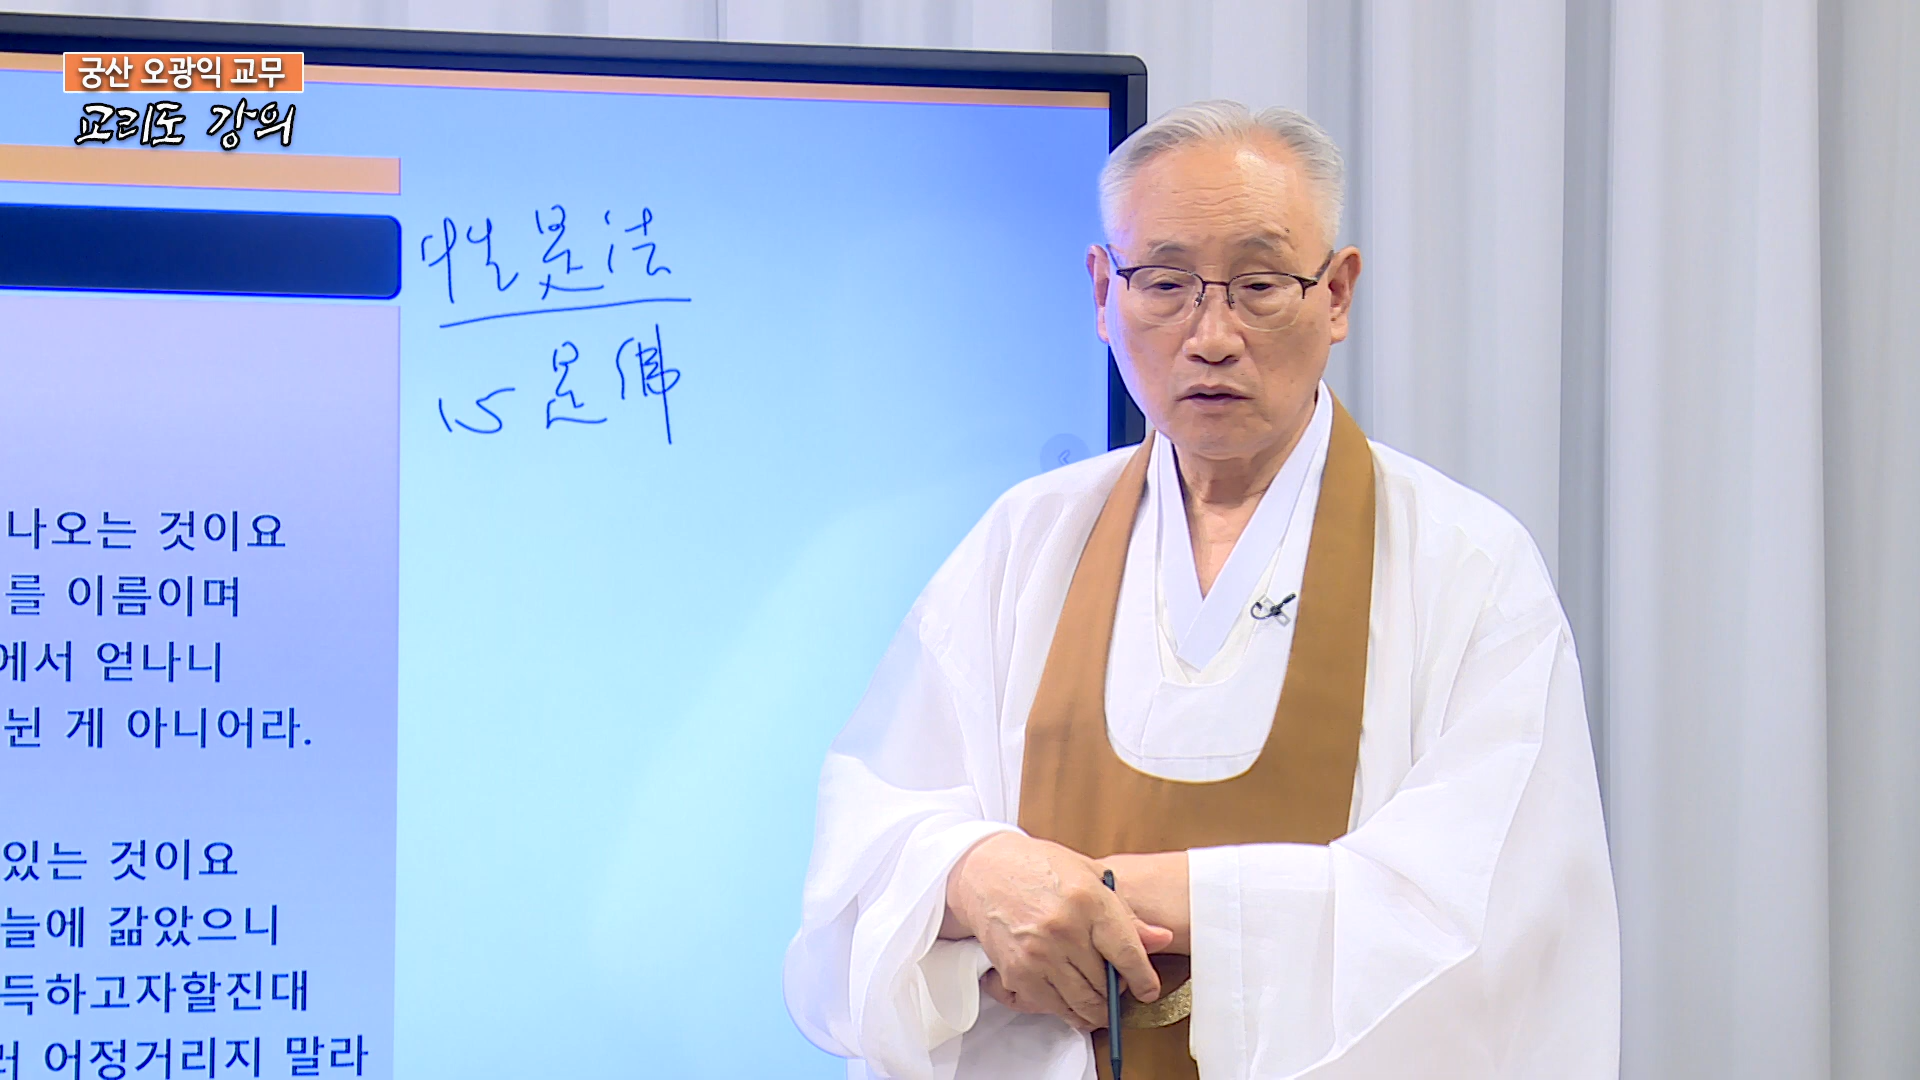 궁산 오광익 교무
교리도 강의
性是法
心是佛
나오는 것이요
를 이름이며
에서 얻나니
뉜 게 아니어라.
있는 것이요
늘에 갊았으니
득하고자할진대
러 어정거리지 말라